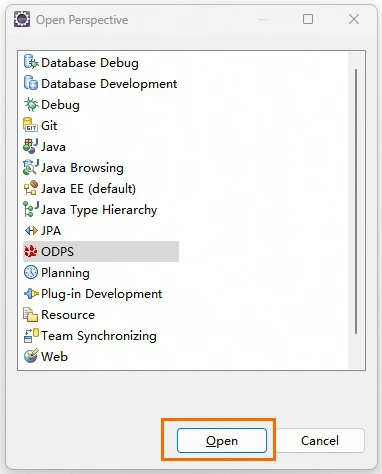 Open Perspective
Database Debug
Database Development
Debug
Git
Java
Java Browsing
Java EE (default)
Java Type Hierarchy
JPA
ODPS
Planning
Plug-in Development
Resource
Team Synchronizing
Web
Open
Cancel